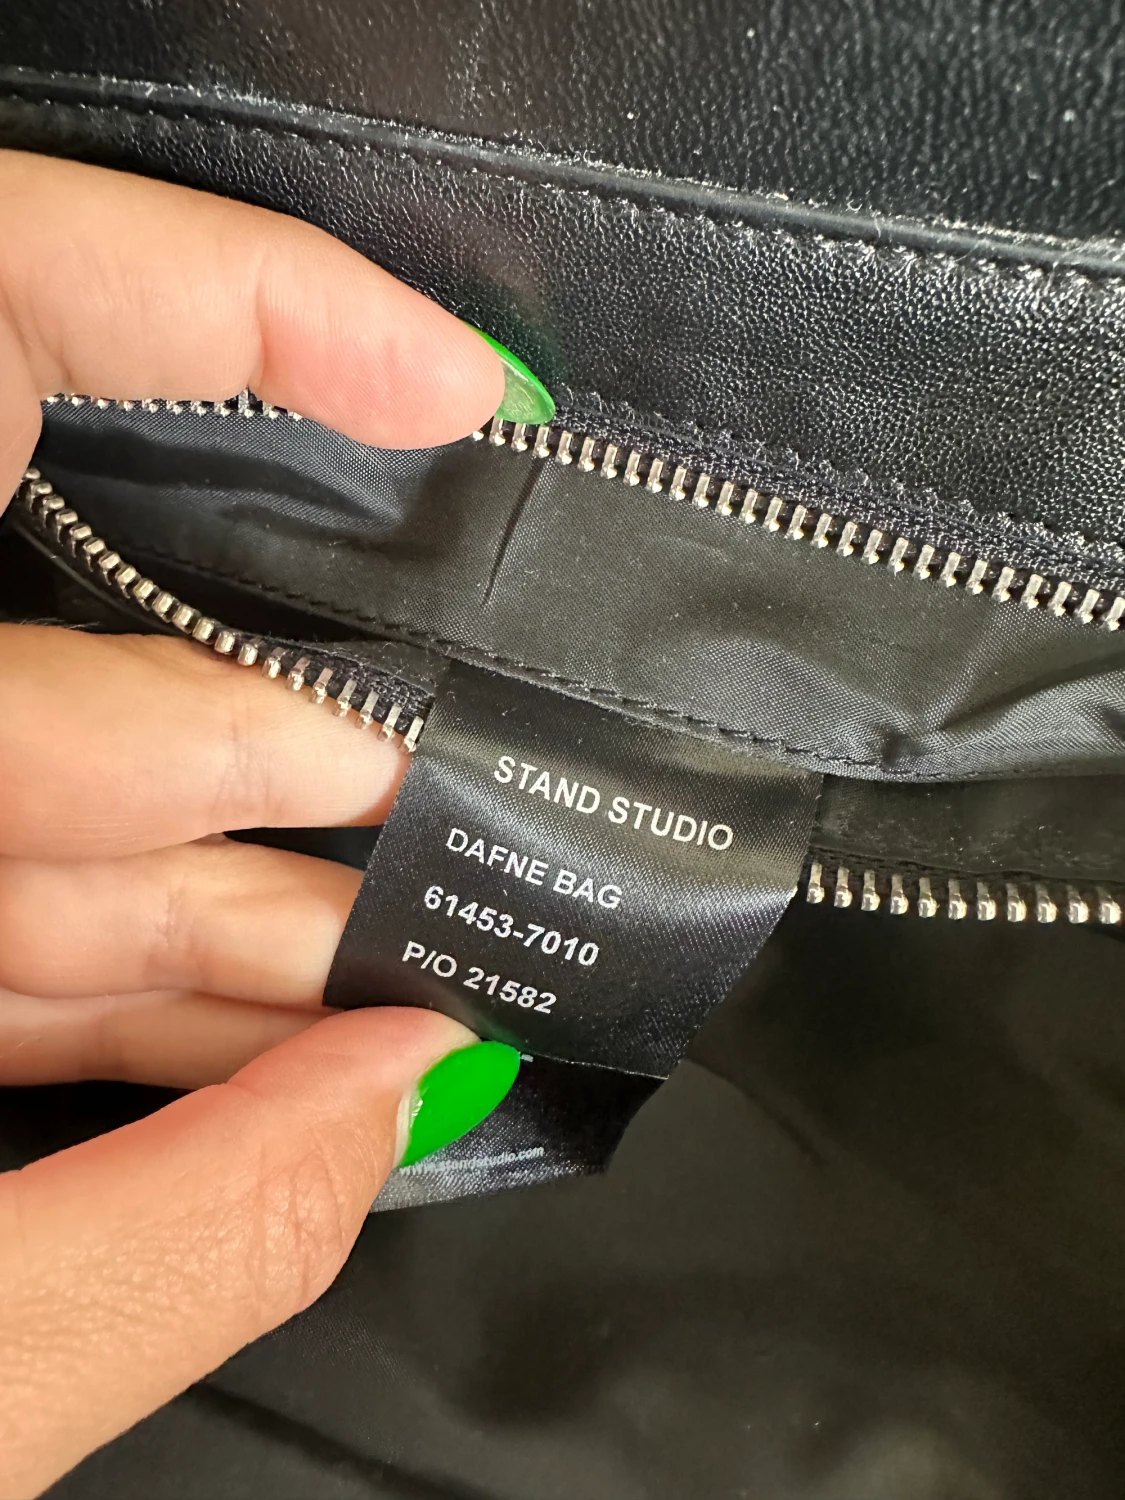 STAND STUDIO
DAFNE BAG
61453-7010
P/O 21582